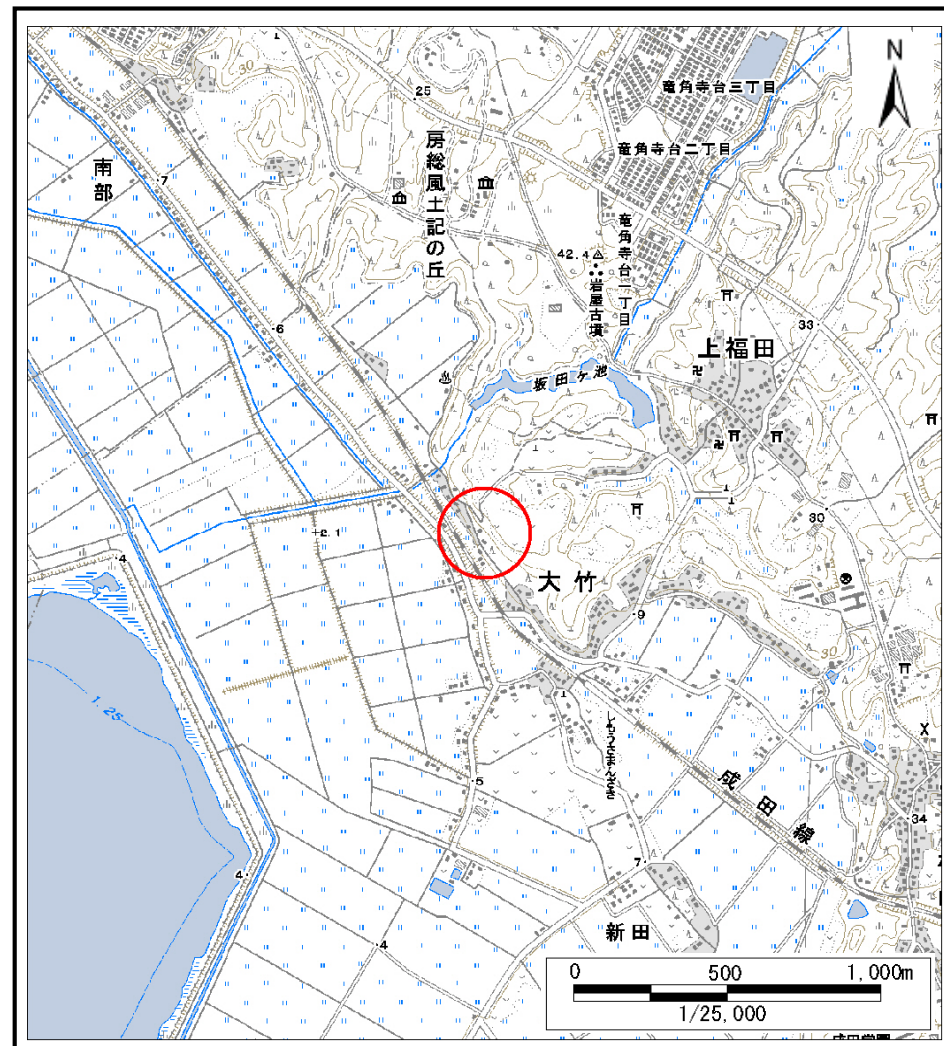 N
竜角寺台三丁目
竜角寺台二丁目
30
25
房総風土記の丘
南部
7
竜角寺台一丁目
42.4
岩屋古墳
33
6
上福田
坂田ヶ池
30
2.1
4
大竹
9
30
1.25
しもうさまんざき
成田線
5
34
7
4
新田
4
0 500 1,000m
1/25,000